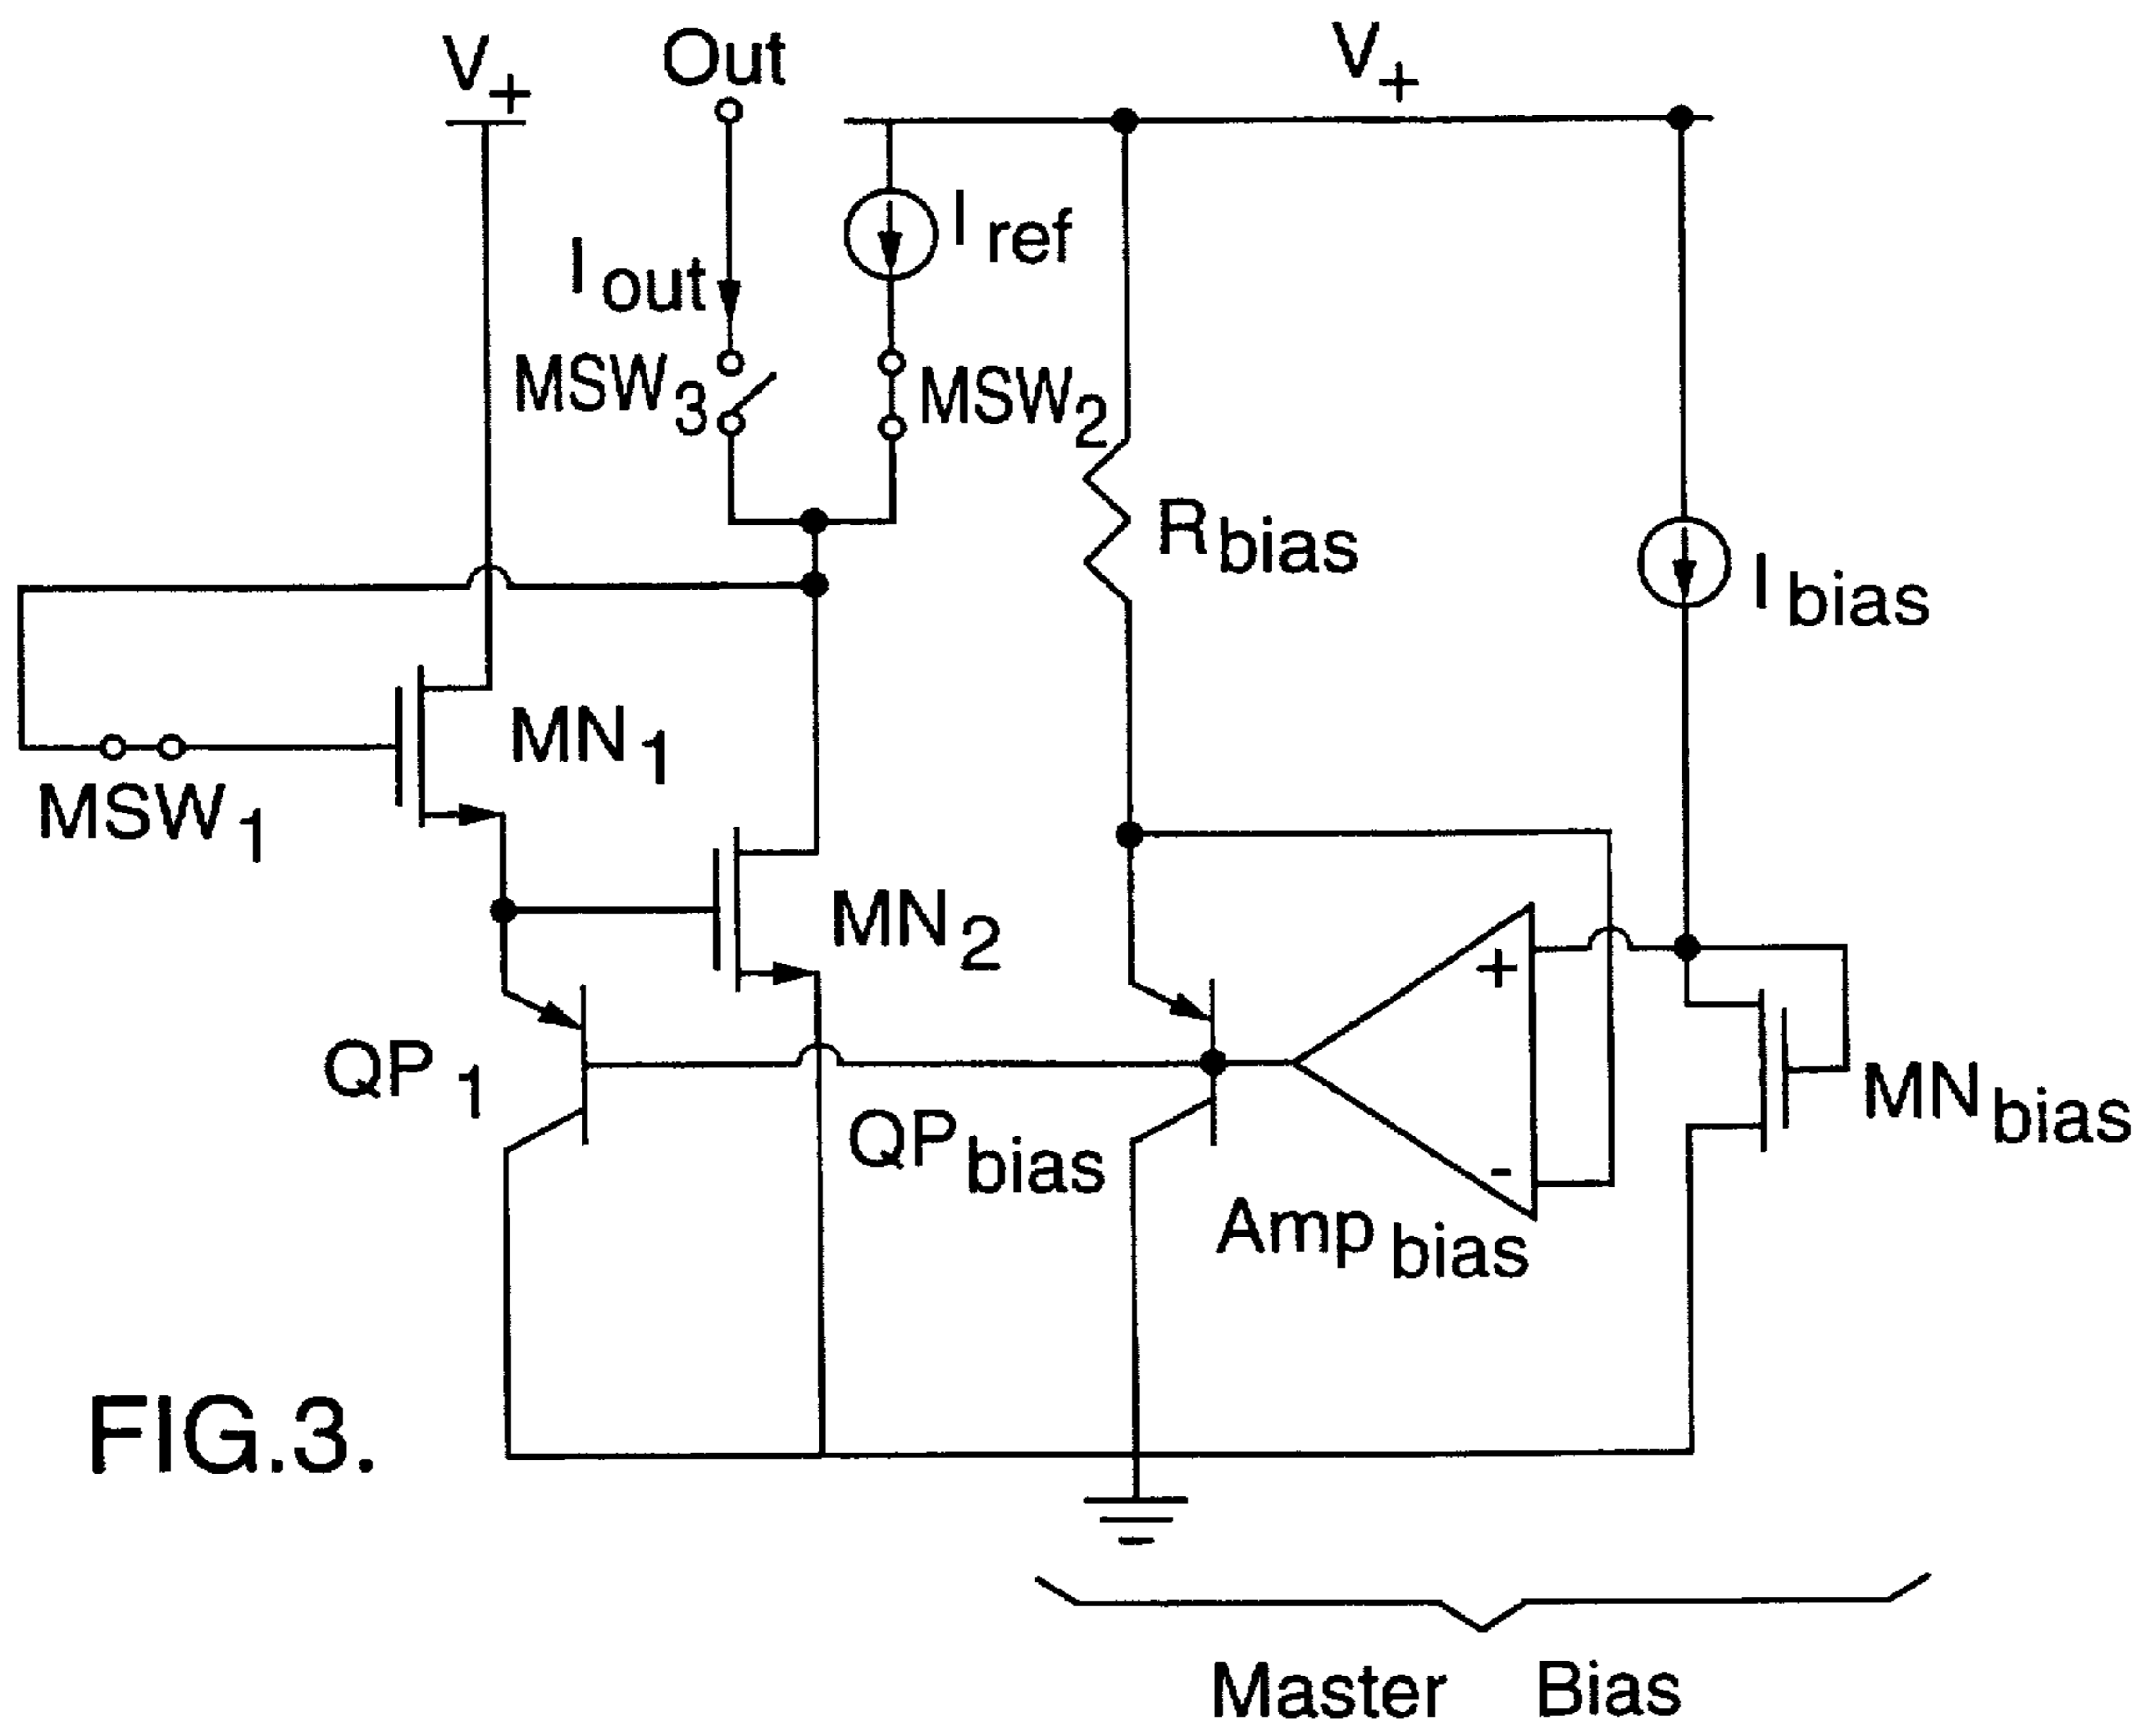 V+
Out
V+
Iref
Iout
MSW3
MSW2
Rbias
Ibias
MN1
MSW1
MN2
+
QP1
MNbias
QPbias
-
Ampbias
FIG.3.
Master Bias